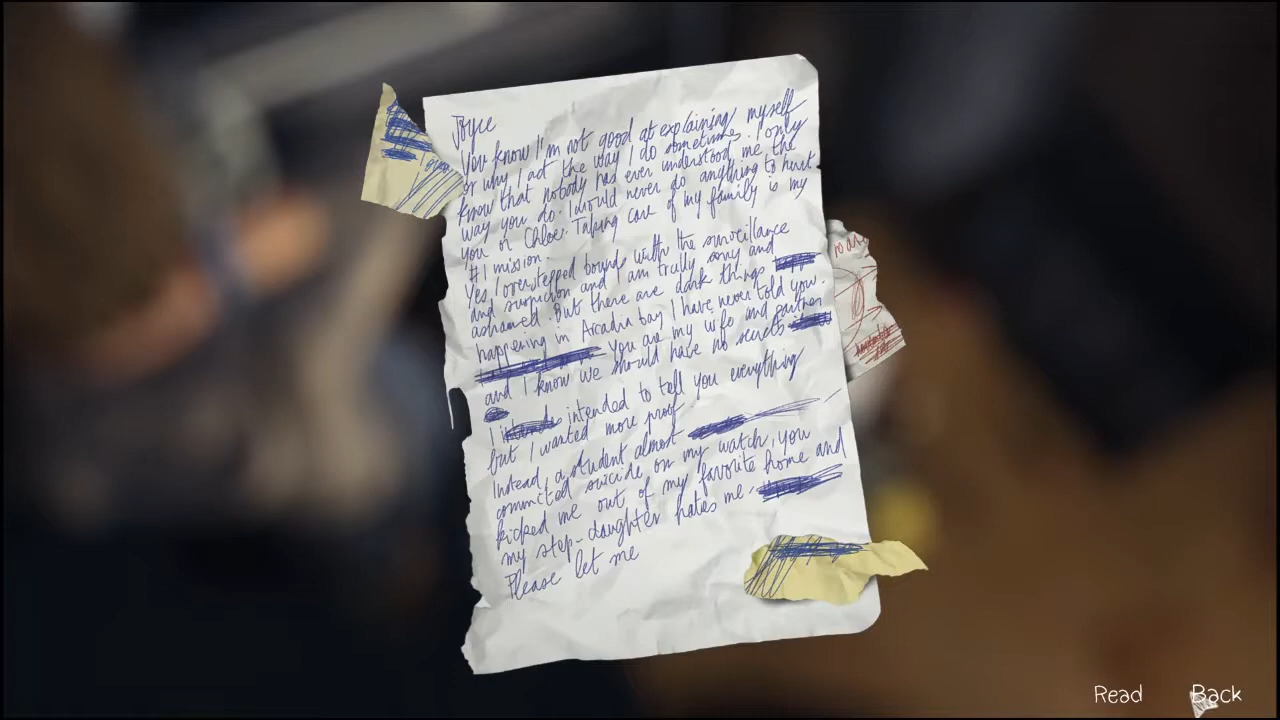 Joyce
You know I'm not good at explaining myself
or why I act the way I do sometimes. I only
know that nobody has ever understood me the
way you do. I would never do anything to hurt
you or Chloe. Taking care of my family is my
#1 mission.
Yes I overstepped bounds with the surveillance
and suspicion and I am trully sorry and
ashamed. But there are dark things
happening in Arcadia bay I have never told you.
You are my wife and partner
and I know we should have no secrets
I intended to tell you everything
but I wanted more proof
Instead, a student almost
committed suicide on my watch, you
kicked me out of my favorite home and
my step-daughter hates me.
Please let me
Read
Back